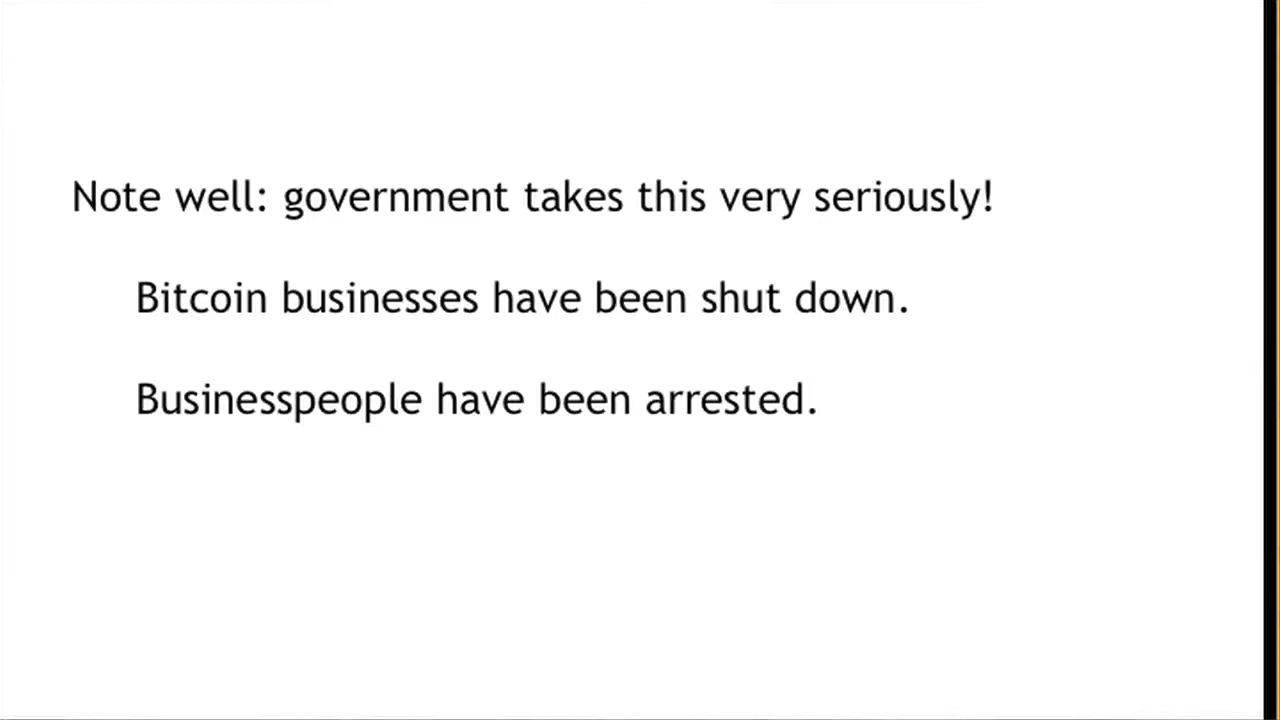 Note well: government takes this very seriously!
Bitcoin businesses have been shut down.
Businesspeople have been arrested.